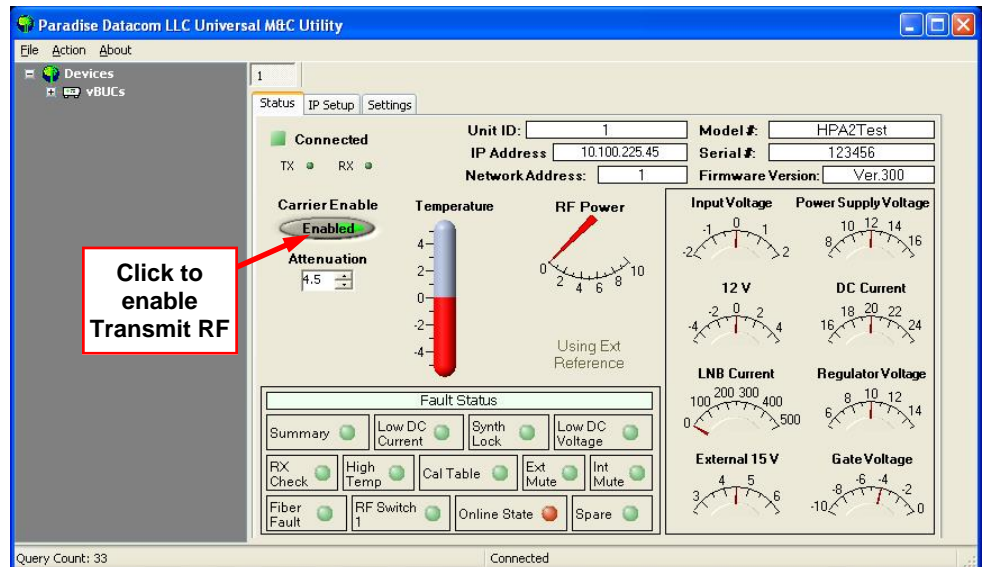 Paradise Datacom LLC Universal M&C Utility
File Action About
Devices
vBUCs
1
Status IP Setup Settings
Connected
TX RX
Unit ID: 1
IP Address 10.100.225.45
Network Address: 1
Model #: HPA2Test
Serial #: 123456
Firmware Version: Ver.300
Carrier Enable
Enabled
Attenuation
4.5
Click to
enable
Transmit RF
Temperature
4
2
0
-2
-4
RF Power
0 2 4 6 8 10
Using Ext
Reference
Input Voltage
-2 -1 0 1 2
Power Supply Voltage
8 10 12 14 16
12 V
-4 -2 0 2 4
DC Current
16 18 20 22 24
LNB Current
0 100 200 300 400 500
Regulator Voltage
6 8 10 12 14
External 15 V
3 4 5 6
Gate Voltage
-10 -8 -6 -4 -2 0
Fault Status
Summary
Low DC
Current
Synth
Lock
Low DC
Voltage
RX
Check
High
Temp
Cal Table
Ext
Mute
Int
Mute
Fiber
Fault
RF Switch
1
Online State
Spare
Query Count: 33
Connected